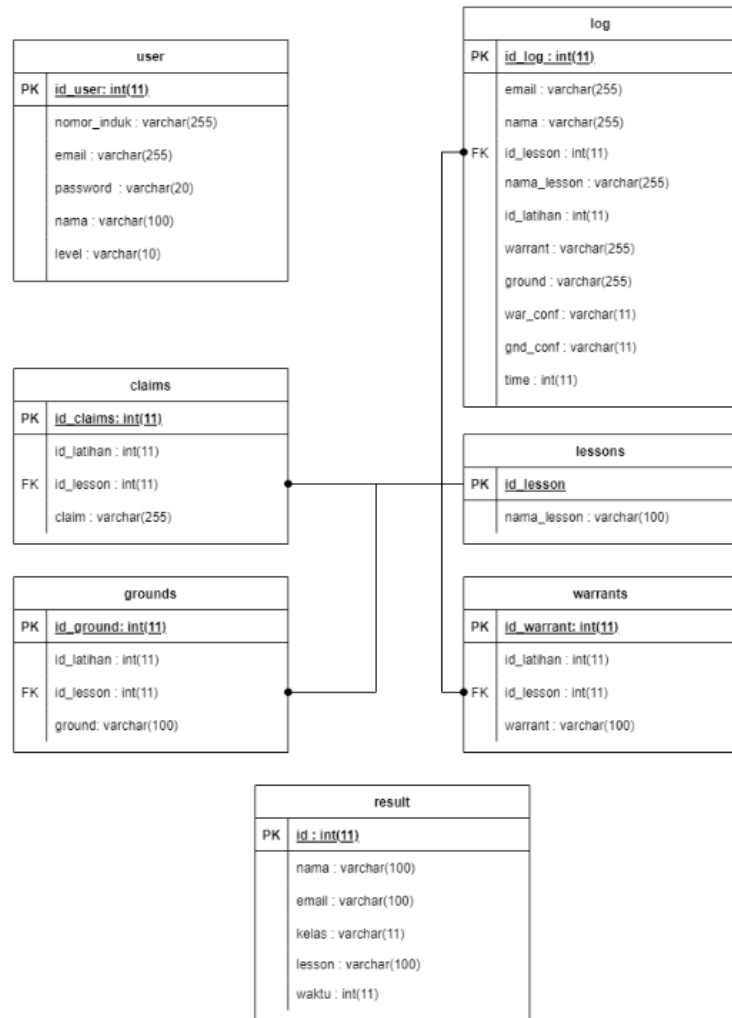 user
PK id_user: int(11)
nomor_induk : varchar(255)
email : varchar(255)
password : varchar(20)
nama : varchar(100)
level : varchar(10)
log
PK id_log : int(11)
email : varchar(255)
nama : varchar(255)
FK id_lesson : int(11)
nama_lesson : varchar(255)
id_latihan : int(11)
warrant : varchar(255)
ground : varchar(255)
war_conf : varchar(11)
gnd_conf : varchar(11)
time : int(11)
claims
PK id_claims: int(11)
id_latihan : int(11)
FK id_lesson : int(11)
claim : varchar(255)
lessons
PK id_lesson
nama_lesson : varchar(100)
grounds
PK id_ground: int(11)
id_latihan : int(11)
FK id_lesson : int(11)
ground: varchar(100)
warrants
PK id_warrant: int(11)
id_latihan : int(11)
FK id_lesson : int(11)
warrant : varchar(100)
result
PK id : int(11)
nama : varchar(100)
email : varchar(100)
kelas : varchar(11)
lesson : varchar(100)
waktu : int(11)